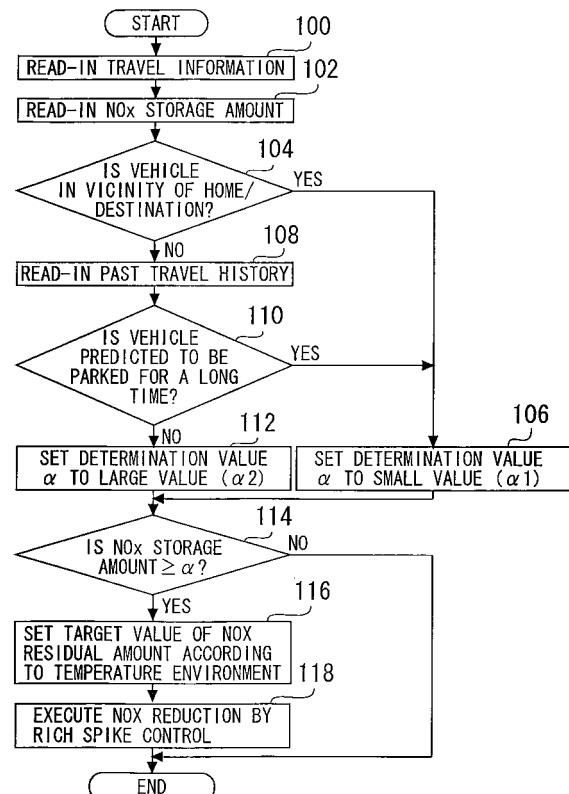 START
100
READ-IN TRAVEL INFORMATION
102
READ-IN NOx STORAGE AMOUNT
104
IS VEHICLE
IN VICINITY OF HOME/
DESTINATION?
YES
NO
108
READ-IN PAST TRAVEL HISTORY
110
IS VEHICLE
PREDICTED TO BE
PARKED FOR A LONG
TIME?
YES
NO
112
SET DETERMINATION VALUE
α TO LARGE VALUE (α2)
106
SET DETERMINATION VALUE
α TO SMALL VALUE (α1)
114
IS NOx STORAGE
AMOUNT ≥ α?
NO
YES
116
SET TARGET VALUE OF NOX
RESIDUAL AMOUNT ACCORDING
TO TEMPERATURE ENVIRONMENT
118
EXECUTE NOX REDUCTION BY
RICH SPIKE CONTROL
END